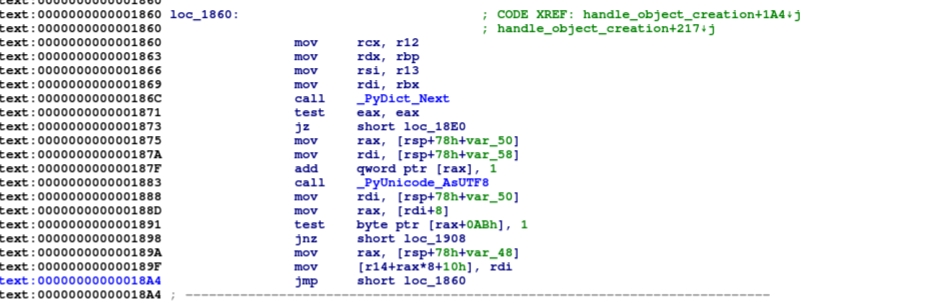 text:0000000000001860
text:0000000000001860 loc_1860: ; CODE XREF: handle_object_creation+1A4↓j
text:0000000000001860 ; handle_object_creation+217↓j
text:0000000000001860 mov rcx, r12
text:0000000000001863 mov rdx, rbp
text:0000000000001866 mov rsi, r13
text:0000000000001869 mov rdi, rbx
text:000000000000186C call _PyDict_Next
text:0000000000001871 test eax, eax
text:0000000000001873 jz short loc_18E0
text:0000000000001875 mov rax, [rsp+78h+var_50]
text:000000000000187A mov rdi, [rsp+78h+var_58]
text:000000000000187F add qword ptr [rax], 1
text:0000000000001883 call _PyUnicode_AsUTF8
text:0000000000001888 mov rdi, [rsp+78h+var_50]
text:000000000000188D mov rax, [rdi+8]
text:0000000000001891 test byte ptr [rax+0ABh], 1
text:0000000000001898 jnz short loc_1908
text:000000000000189A mov rax, [rsp+78h+var_48]
text:000000000000189F mov [r14+rax*8+10h], rdi
text:00000000000018A4 jmp short loc_1860
text:00000000000018A4 ; ---------------------------------------------------------------------------